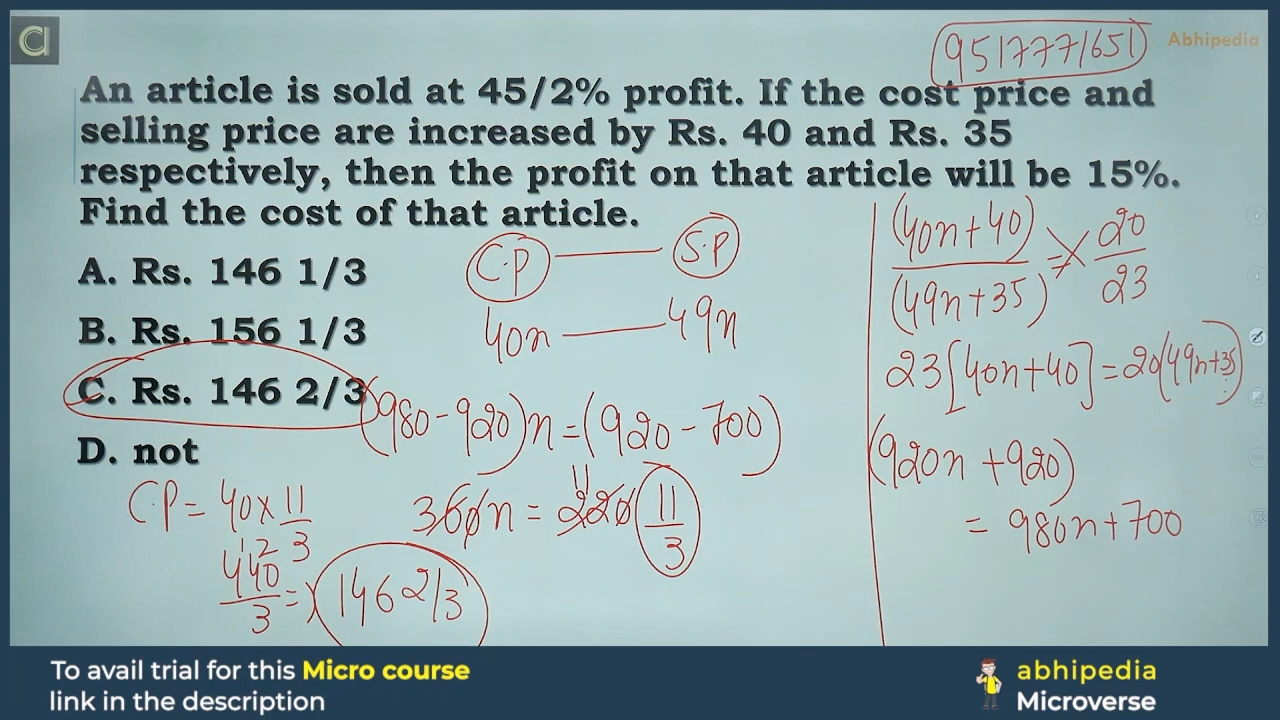 9517771651
Abhipedia
An article is sold at 45/2% profit. If the cost price and
selling price are increased by Rs. 40 and Rs. 35
respectively, then the profit on that article will be 15%.
Find the cost of that article.
A. Rs. 146 1/3
B. Rs. 156 1/3
C. Rs. 146 2/3
D. not
C.P — S.P
40n — 49n
(980-920)n=(920-700)
60n = 220 11/3
C.P = 40 x 11/3
440/3 => 146 2/3
(40n+40)/(49n+35) = 20/23
23[40n+40]=20(49n+35)
(920n+920)
= 980n+700
To avail trial for this Micro course
link in the description
abhipedia
Microverse